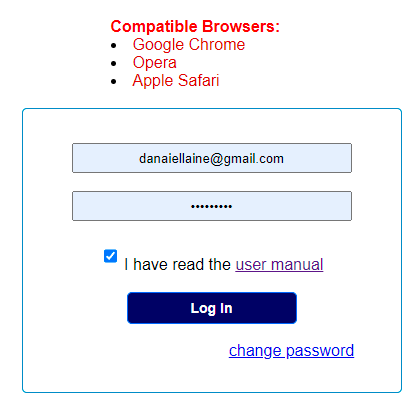 Compatible Browsers:
• Google Chrome
• Opera
• Apple Safari
danaiellaine@gmail.com
•••••••••
I have read the user manual
Log In
change password